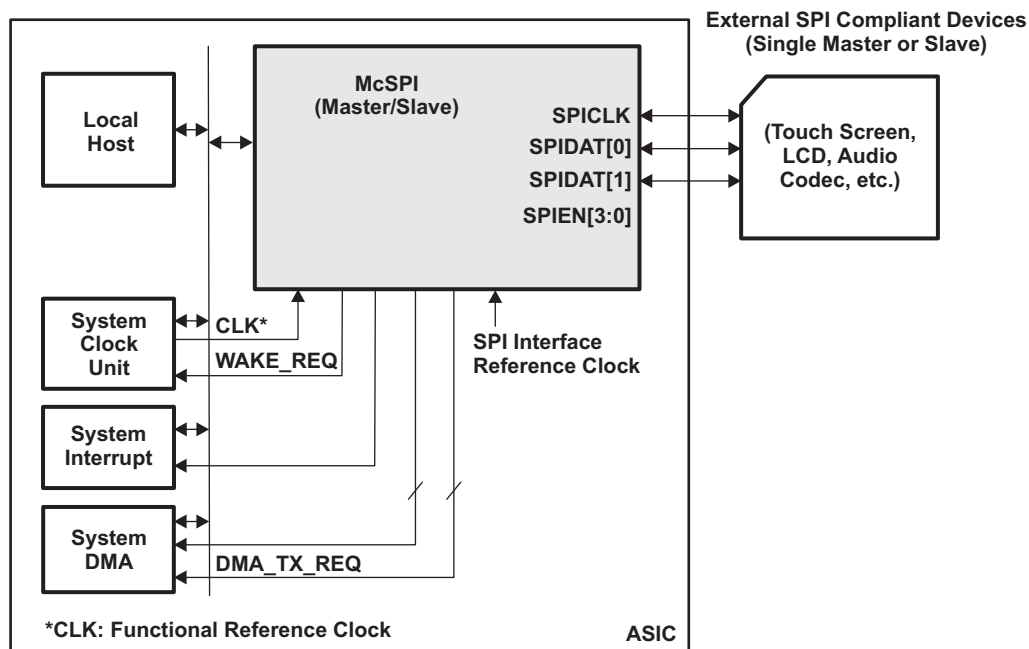 External SPI Compliant Devices
(Single Master or Slave)
McSPI
(Master/Slave)
Local
Host
SPICLK
SPIDAT[0]
SPIDAT[1]
SPIEN[3:0]
(Touch Screen,
LCD, Audio
Codec, etc.)
System
Clock
Unit
CLK*
WAKE_REQ
SPI Interface
Reference Clock
System
Interrupt
System
DMA
DMA_TX_REQ
*CLK: Functional Reference Clock
ASIC